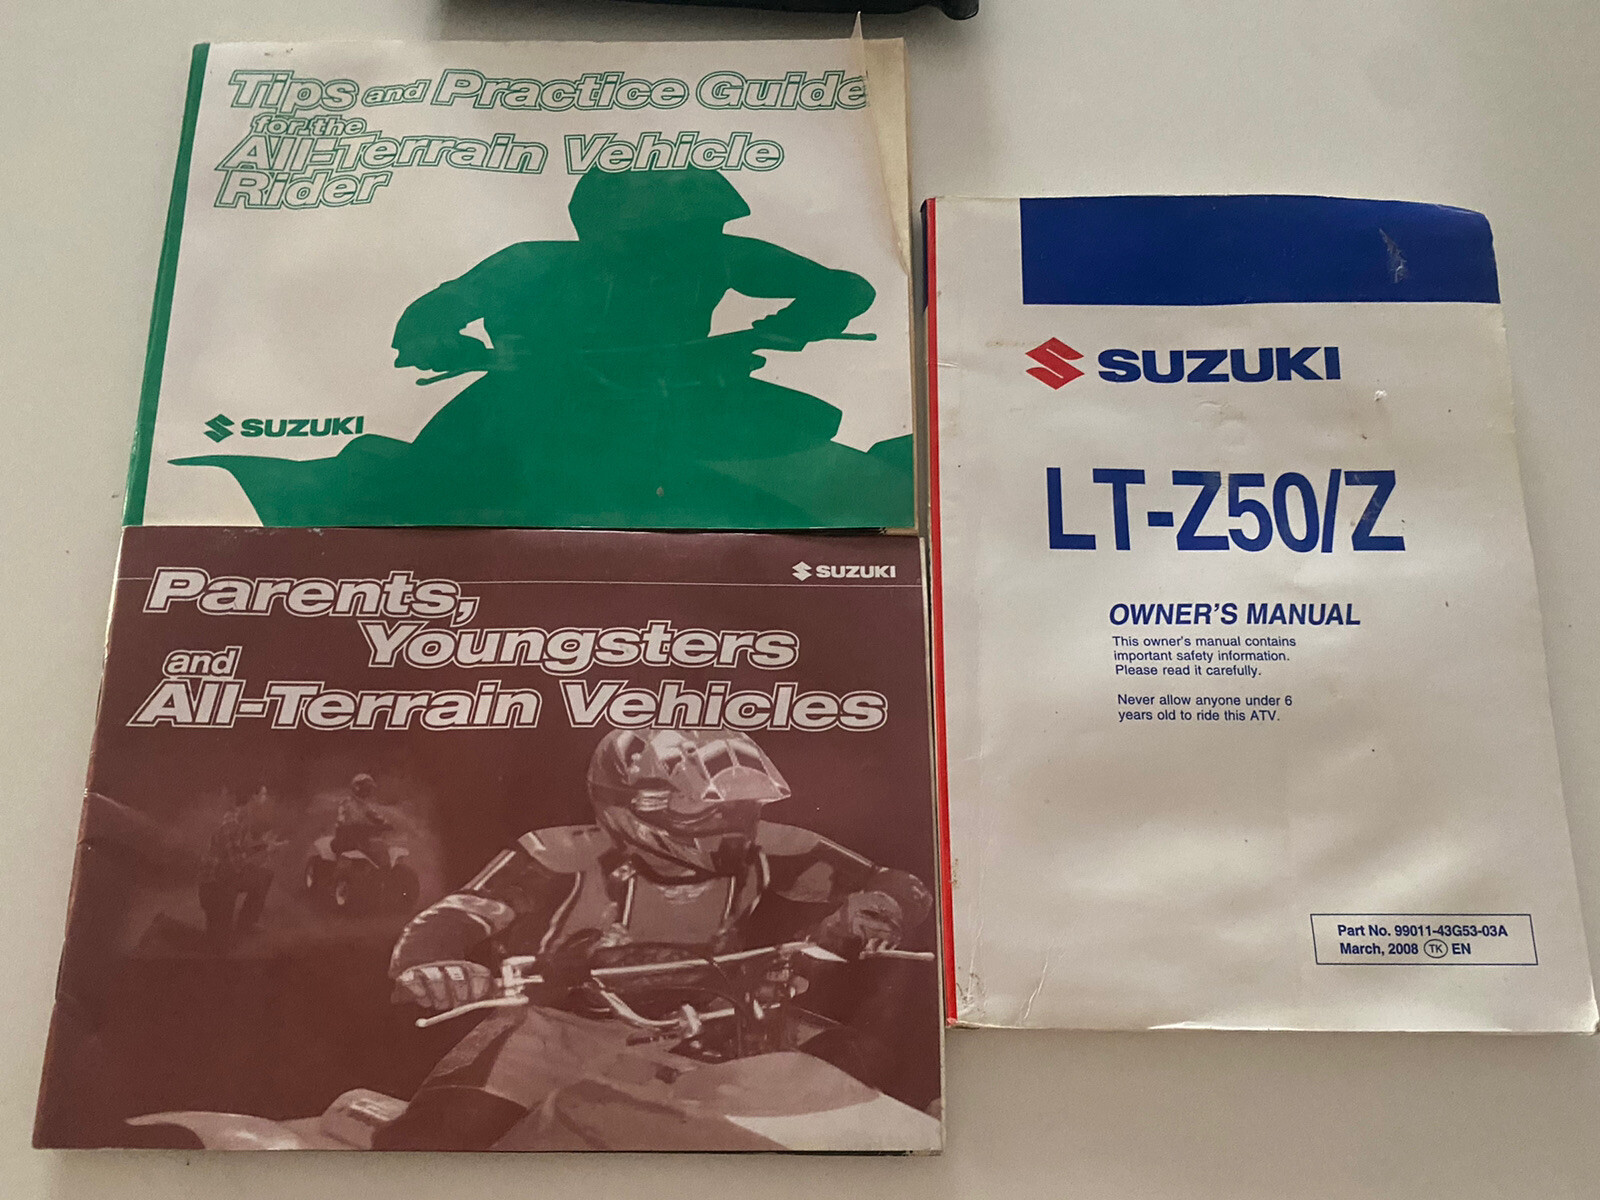 Tips and Practice Guide
for the
All-Terrain Vehicle
Rider
SUZUKI
SUZUKI
Parents,
Youngsters
and
All-Terrain Vehicles
SUZUKI
LT-Z50/Z
OWNER'S MANUAL
This owner's manual contains
important safety information.
Please read it carefully.
Never allow anyone under 6
years old to ride this ATV.
Part No. 99011-43G53-03A
March, 2008 TK EN